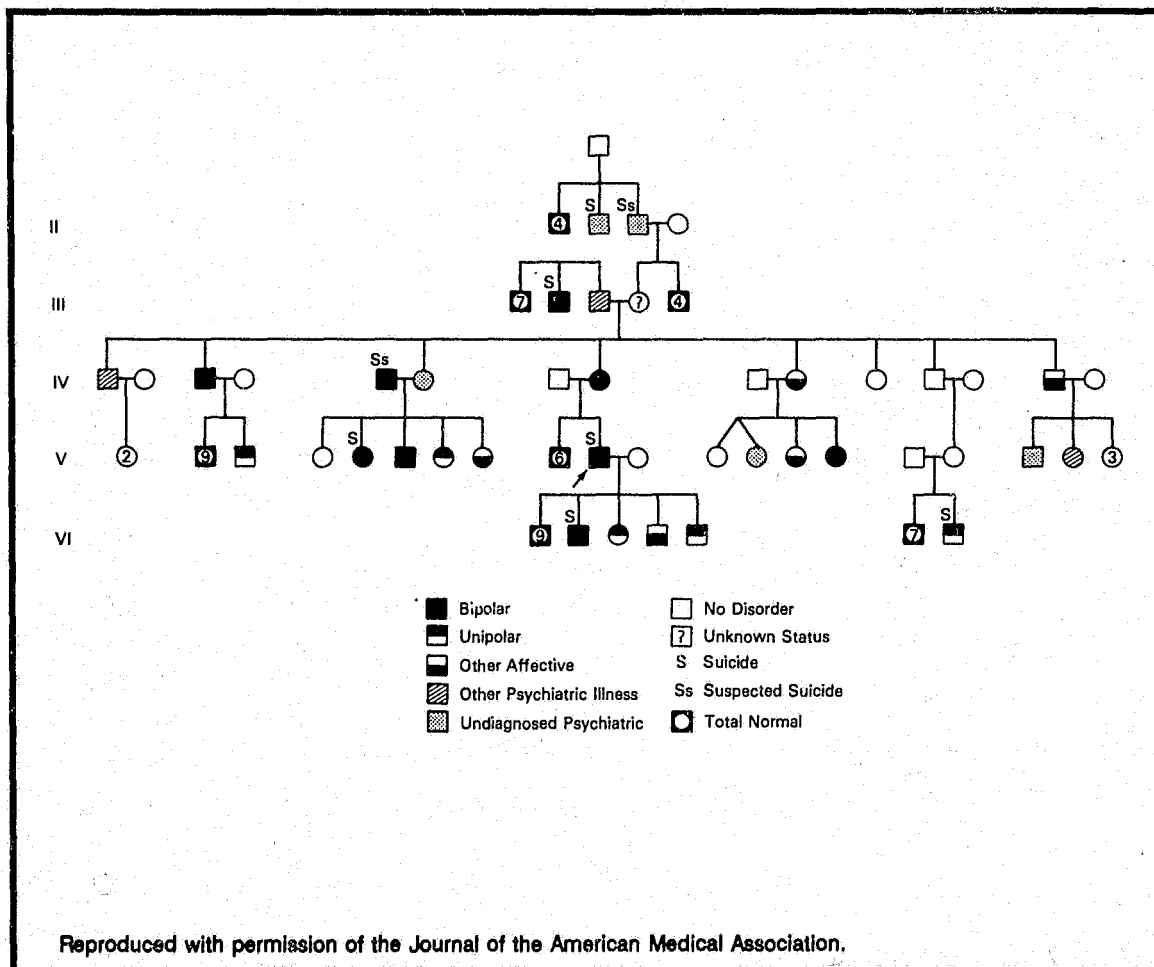 S Ss
II 4
S
III 7 ? 4
Ss
IV
S S
V 2 9 6 3
S S
VI 9 7
Bipolar No Disorder
Unipolar ? Unknown Status
Other Affective S Suicide
Other Psychiatric Illness Ss Suspected Suicide
Undiagnosed Psychiatric Total Normal
Reproduced with permission of the Journal of the American Medical Association.